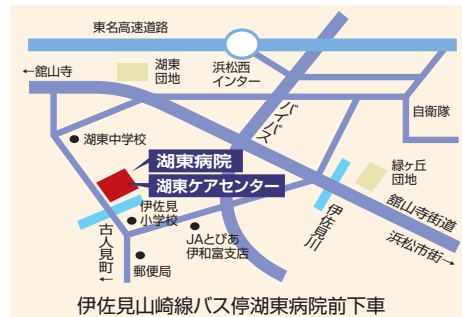 東名高速道路
←舘山寺
湖東
団地
浜松西
インター
バイパス
自衛隊
湖東中学校
湖東病院
湖東ケアセンター
緑ヶ丘
団地
伊佐見
小学校
伊佐見川
舘山寺街道
浜松市街→
古人見町
←
JAとぴあ
伊和富支店
郵便局
伊佐見山崎線バス停湖東病院前下車